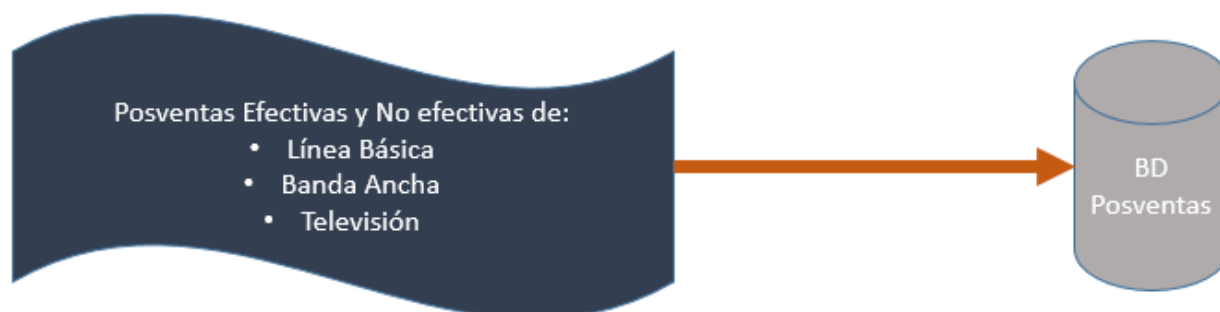 Posventas Efectivas y No efectivas de:
• Línea Básica
• Banda Ancha
• Televisión
BD
Posventas